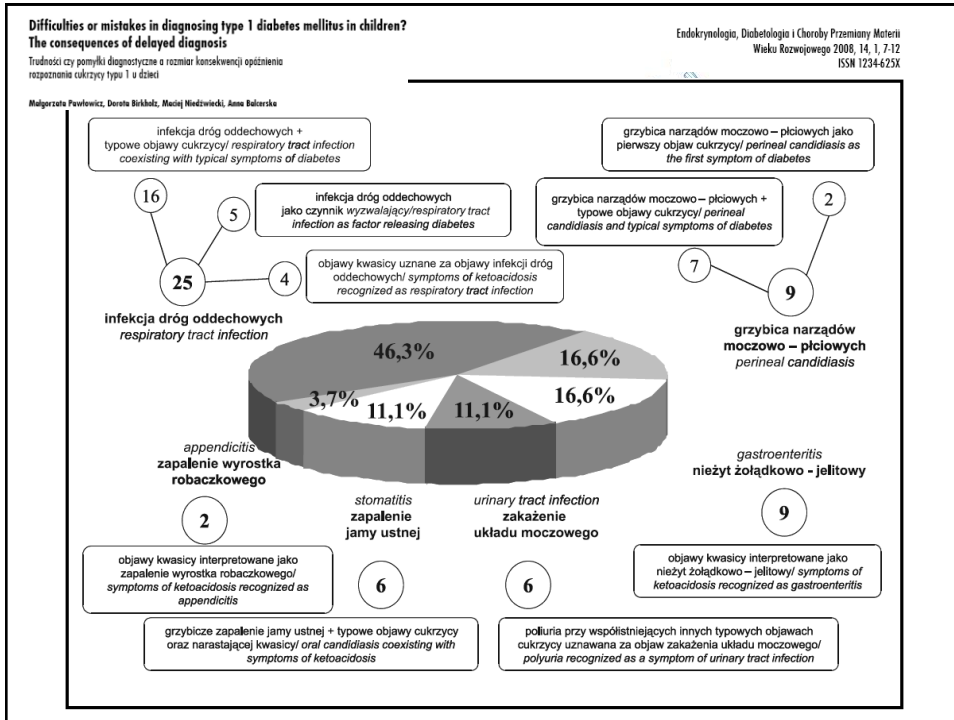 Difficulties or mistakes in diagnosing type 1 diabetes mellitus in children?
The consequences of delayed diagnosis
Trudności czy pomyłki diagnostyczne a rozmiar konsekwencji opóźnienia
rozpoznania cukrzycy typu 1 u dzieci
Małgorzata Pawłowicz, Dorota Birkholz, Maciej Niedźwiecki, Anna Balcerska
Endokrynologia, Diabetologia i Choroby Przemiany Materii
Wieku Rozwojowego 2008, 14, 1, 7-12
ISSN 1234-625X
infekcja dróg oddechowych +
typowe objawy cukrzycy/ respiratory tract infection
coexisting with typical symptoms of diabetes
16
5
infekcja dróg oddechowych
jako czynnik wyzwalający/respiratory tract
infection as factor releasing diabetes
25
4
objawy kwasicy uznane za objawy infekcji dróg
oddechowych/ symptoms of ketoacidosis
recognized as respiratory tract infection
infekcja dróg oddechowych
respiratory tract infection
grzybica narządów moczowo – płciowych jako
pierwszy objaw cukrzycy/ perineal candidiasis as
the first symptom of diabetes
2
grzybica narządów moczowo – płciowych +
typowe objawy cukrzycy/ perineal
candidiasis and typical symptoms of diabetes
7
9
grzybica narządów
moczowo – płciowych
perineal candidiasis
46,3%
16,6%
3,7%
11,1%
11,1%
16,6%
appendicitis
zapalenie wyrostka
robaczkowego
2
objawy kwasicy interpretowane jako
zapalenie wyrostka robaczkowego/
symptoms of ketoacidosis recognized as
appendicitis
stomatitis
zapalenie
jamy ustnej
6
grzybicze zapalenie jamy ustnej + typowe objawy cukrzycy
oraz narastającej kwasicy/ oral candidiasis coexisting with
symptoms of ketoacidosis
urinary tract infection
zakażenie
układu moczowego
6
poliuria przy współistniejących innych typowych objawach
cukrzycy uznawana za objaw zakażenia układu moczowego/
polyuria recognized as a symptom of urinary tract infection
gastroenteritis
nieżyt żołądkowo - jelitowy
9
objawy kwasicy interpretowane jako
nieżyt żołądkowo – jelitowy/ symptoms of
ketoacidosis recognized as gastroenteritis